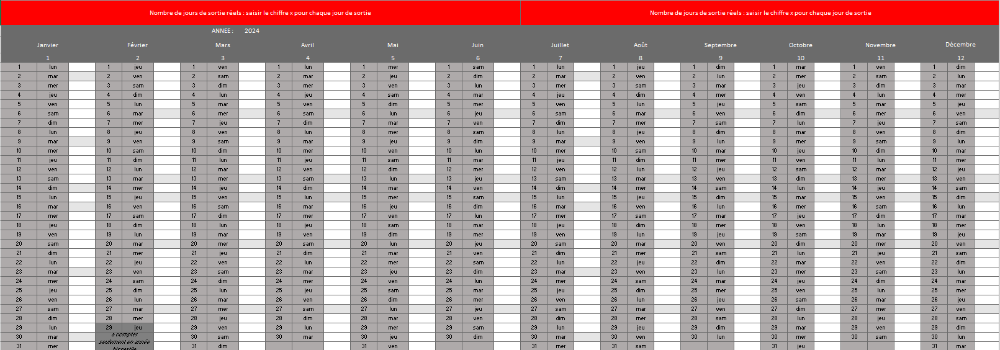 Nombre de jours de sortie réels : saisir le chiffre x pour chaque jour de sortie Nombre de jours de sortie réels : saisir le chiffre x pour chaque jour de sortie
ANNEE : 2024
Janvier Février Mars Avril Mai Juin Juillet Août Septembre Octobre Novembre Décembre
1 2 3 4 5 6 7 8 9 10 11 12
1 lun 1 jeu 1 ven 1 lun 1 mer 1 sam 1 lun 1 jeu 1 dim 1 mar 1 ven 1 dim
2 mar 2 ven 2 sam 2 mar 2 jeu 2 dim 2 mar 2 ven 2 lun 2 mer 2 sam 2 lun
3 mer 3 sam 3 dim 3 mer 3 ven 3 lun 3 mer 3 sam 3 mar 3 jeu 3 dim 3 mar
4 jeu 4 dim 4 lun 4 jeu 4 sam 4 mar 4 jeu 4 dim 4 mer 4 ven 4 lun 4 mer
5 ven 5 lun 5 mar 5 ven 5 dim 5 mer 5 ven 5 lun 5 jeu 5 sam 5 mar 5 jeu
6 sam 6 mar 6 mer 6 sam 6 lun 6 jeu 6 sam 6 mar 6 ven 6 dim 6 mer 6 ven
7 dim 7 mer 7 jeu 7 dim 7 mar 7 ven 7 dim 7 mer 7 sam 7 lun 7 jeu 7 sam
8 lun 8 jeu 8 ven 8 lun 8 mer 8 sam 8 lun 8 jeu 8 dim 8 mar 8 ven 8 dim
9 mar 9 ven 9 sam 9 mar 9 jeu 9 dim 9 mar 9 ven 9 lun 9 mer 9 sam 9 lun
10 mer 10 sam 10 dim 10 mer 10 ven 10 lun 10 mer 10 sam 10 mar 10 jeu 10 dim 10 mar
11 jeu 11 dim 11 lun 11 jeu 11 sam 11 mar 11 jeu 11 dim 11 mer 11 ven 11 lun 11 mer
12 ven 12 lun 12 mar 12 ven 12 dim 12 mer 12 ven 12 lun 12 jeu 12 sam 12 mar 12 jeu
13 sam 13 mar 13 mer 13 sam 13 lun 13 jeu 13 sam 13 mar 13 ven 13 dim 13 mer 13 ven
14 dim 14 mer 14 jeu 14 dim 14 mar 14 ven 14 dim 14 mer 14 sam 14 lun 14 jeu 14 sam
15 lun 15 jeu 15 ven 15 lun 15 mer 15 sam 15 lun 15 jeu 15 dim 15 mar 15 ven 15 dim
16 mar 16 ven 16 sam 16 mar 16 jeu 16 dim 16 mar 16 ven 16 lun 16 mer 16 sam 16 lun
17 mer 17 sam 17 dim 17 mer 17 ven 17 lun 17 mer 17 sam 17 mar 17 jeu 17 dim 17 mar
18 jeu 18 dim 18 lun 18 jeu 18 sam 18 mar 18 jeu 18 dim 18 mer 18 ven 18 lun 18 mer
19 ven 19 lun 19 mar 19 ven 19 dim 19 mer 19 ven 19 lun 19 jeu 19 sam 19 mar 19 jeu
20 sam 20 mar 20 mer 20 sam 20 lun 20 jeu 20 sam 20 mar 20 ven 20 dim 20 mer 20 ven
21 dim 21 mer 21 jeu 21 dim 21 mar 21 ven 21 dim 21 mer 21 sam 21 lun 21 jeu 21 sam
22 lun 22 jeu 22 ven 22 lun 22 mer 22 sam 22 lun 22 jeu 22 dim 22 mar 22 ven 22 dim
23 mar 23 ven 23 sam 23 mar 23 jeu 23 dim 23 mar 23 ven 23 lun 23 mer 23 sam 23 lun
24 mer 24 sam 24 dim 24 mer 24 ven 24 lun 24 mer 24 sam 24 mar 24 jeu 24 dim 24 mar
25 jeu 25 dim 25 lun 25 jeu 25 sam 25 mar 25 jeu 25 dim 25 mer 25 ven 25 lun 25 mer
26 ven 26 lun 26 mar 26 ven 26 dim 26 mer 26 ven 26 lun 26 jeu 26 sam 26 mar 26 jeu
27 sam 27 mar 27 mer 27 sam 27 lun 27 jeu 27 sam 27 mar 27 ven 27 dim 27 mer 27 ven
28 dim 28 mer 28 jeu 28 dim 28 mar 28 ven 28 dim 28 mer 28 sam 28 lun 28 jeu 28 sam
29 lun 29 jeu 29 ven 29 lun 29 mer 29 sam 29 lun 29 jeu 29 dim 29 mar 29 ven 29 dim
30 mar a compter 30 sam 30 mar 30 jeu 30 dim 30 mar 30 ven 30 lun 30 mer 30 sam 30 lun
seulement en année
31 mer bissextile 31 dim 31 ven 31 mer 31 sam 31 jeu 31 mar